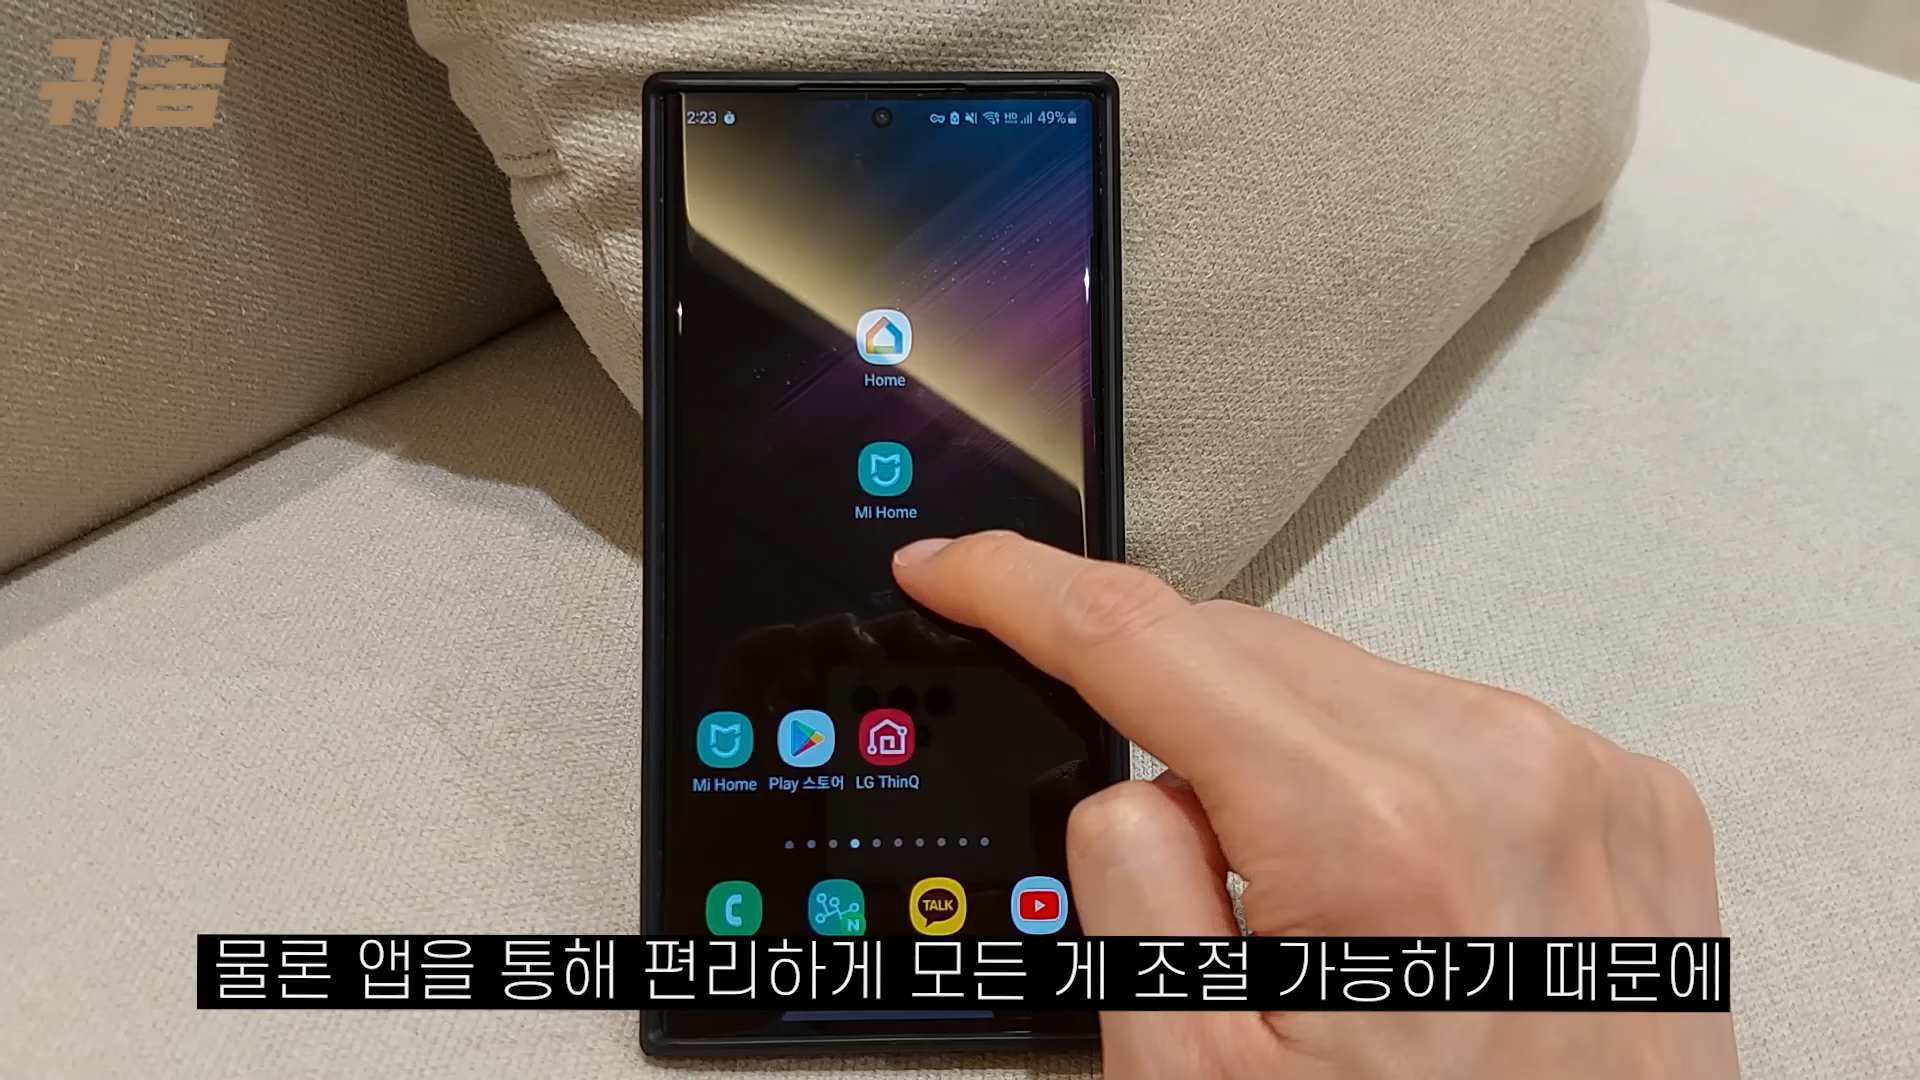 귀곰
2:23
HD
49%
Home
Mi Home
Mi Home
Play 스토어
LG ThinQ
N
TALK
물론 앱을 통해 편리하게 모든 게 조절 가능하기 때문에